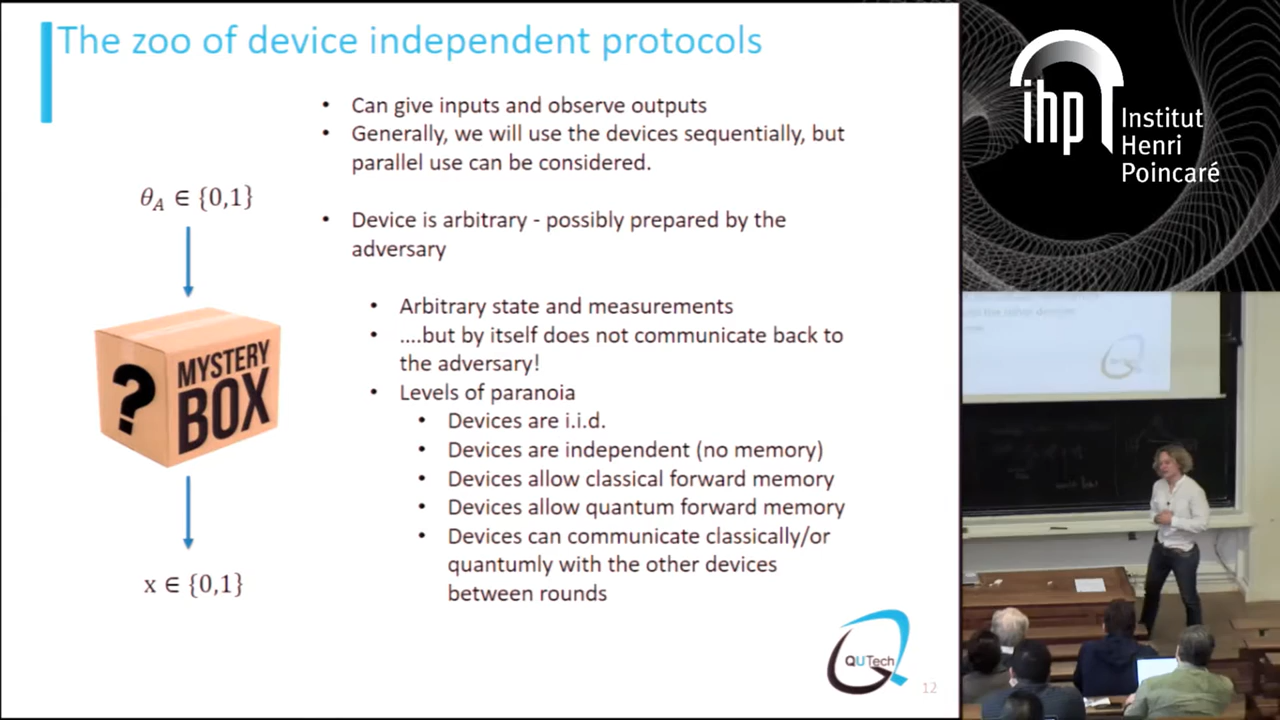 The zoo of device independent protocols
• Can give inputs and observe outputs
• Generally, we will use the devices sequentially, but
parallel use can be considered.
θA ∈ {0,1}
• Device is arbitrary - possibly prepared by the
adversary
• Arbitrary state and measurements
• ....but by itself does not communicate back to
the adversary!
• Levels of paranoia
• Devices are i.i.d.
• Devices are independent (no memory)
• Devices allow classical forward memory
• Devices allow quantum forward memory
• Devices can communicate classically/or
quantumly with the other devices
between rounds
?
MYSTERY
BOX
x ∈ {0,1}
QUTech
12
ihp
Institut
Henri
Poincaré